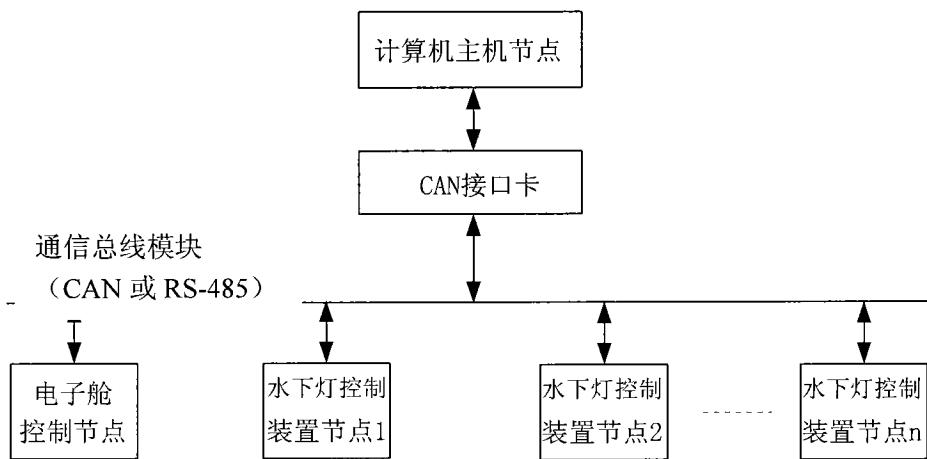 计算机主机节点
CAN接口卡
通信总线模块
（CAN 或 RS-485）
电子舱
控制节点
水下灯控制
装置节点1
水下灯控制
装置节点2
水下灯控制
装置节点n